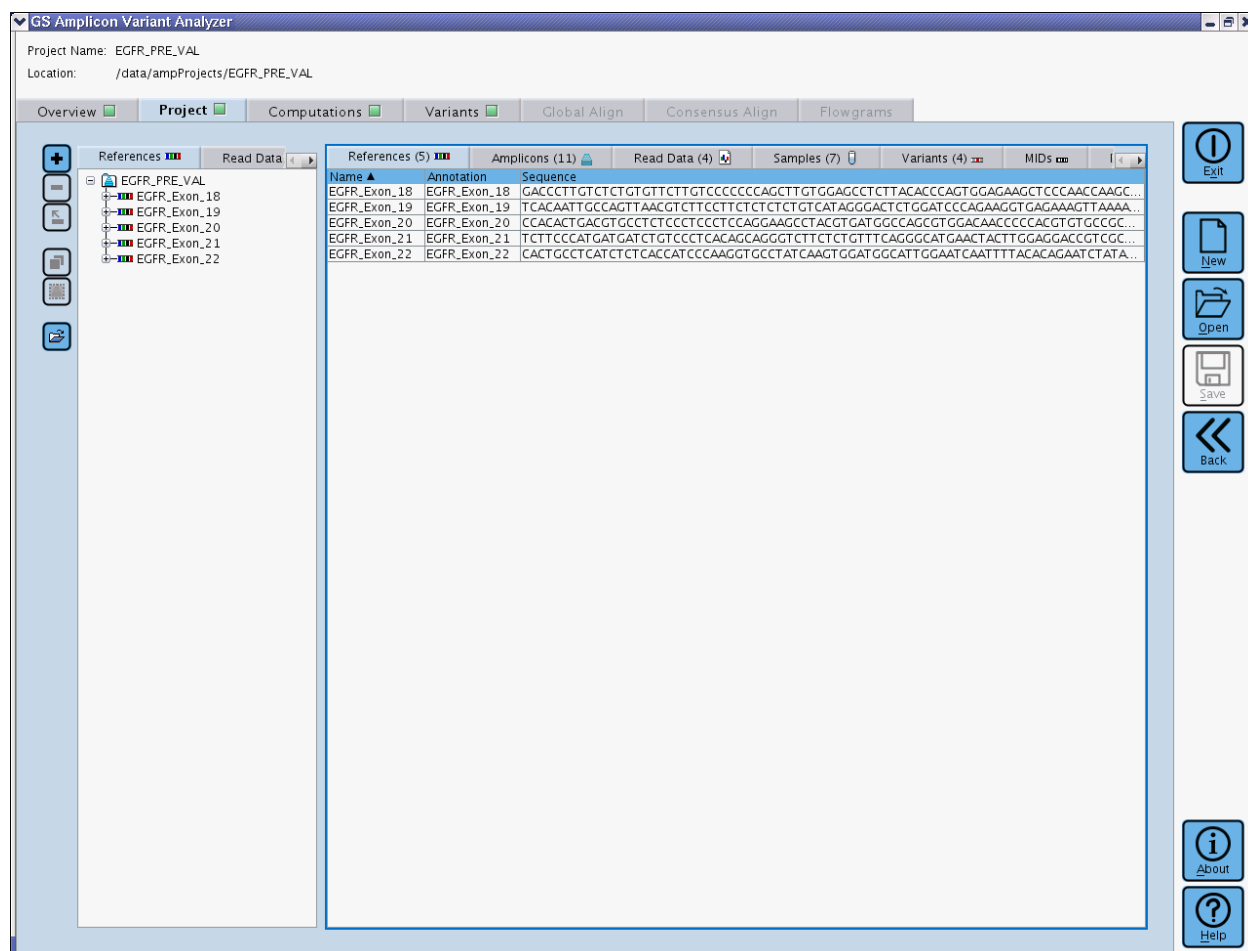 GS Amplicon Variant Analyzer
Project Name: EGFR_PRE_VAL
Location: /data/ampProjects/EGFR_PRE_VAL
Overview Project Computations Variants Global Align Consensus Align Flowgrams
References Read Data
EGFR_PRE_VAL
EGFR_Exon_18
EGFR_Exon_19
EGFR_Exon_20
EGFR_Exon_21
EGFR_Exon_22
References (5) Amplicons (11) Read Data (4) Samples (7) Variants (4) MIDs
Name ▲ Annotation Sequence
EGFR_Exon_18 EGFR_Exon_18 GACCCTTGTCTCTGTGTTCTTGTCCCCCCCAGCTTGTGGAGCCTCTTACACCCAGTGGAGAAGCTCCCAACCAAGC...
EGFR_Exon_19 EGFR_Exon_19 TCACAATTGCCAGTTAACGTCTTCCTTCTCTCTCTGTCATAGGGACTCTGGATCCCAGAAGGTGAGAAAGTTAAAA...
EGFR_Exon_20 EGFR_Exon_20 CCACACTGACGTGCCTCTCCCTCCCTCCAGGAAGCCTACGTGATGGCCAGCGTGGACAACCCCCACGTGTGCCGC...
EGFR_Exon_21 EGFR_Exon_21 TCTTCCCATGATGATCTGTCCCTCACAGCAGGGTCTTCTCTGTTTCAGGGCATGAACTACTTGGAGGACCGTCGC...
EGFR_Exon_22 EGFR_Exon_22 CACTGCCTCATCTCTCACCATCCCAAGGTGCCTATCAAGTGGATGGCATTGGAATCAATTTTACACAGAATCTATA...
Exit
New
Open
Save
Back
About
Help